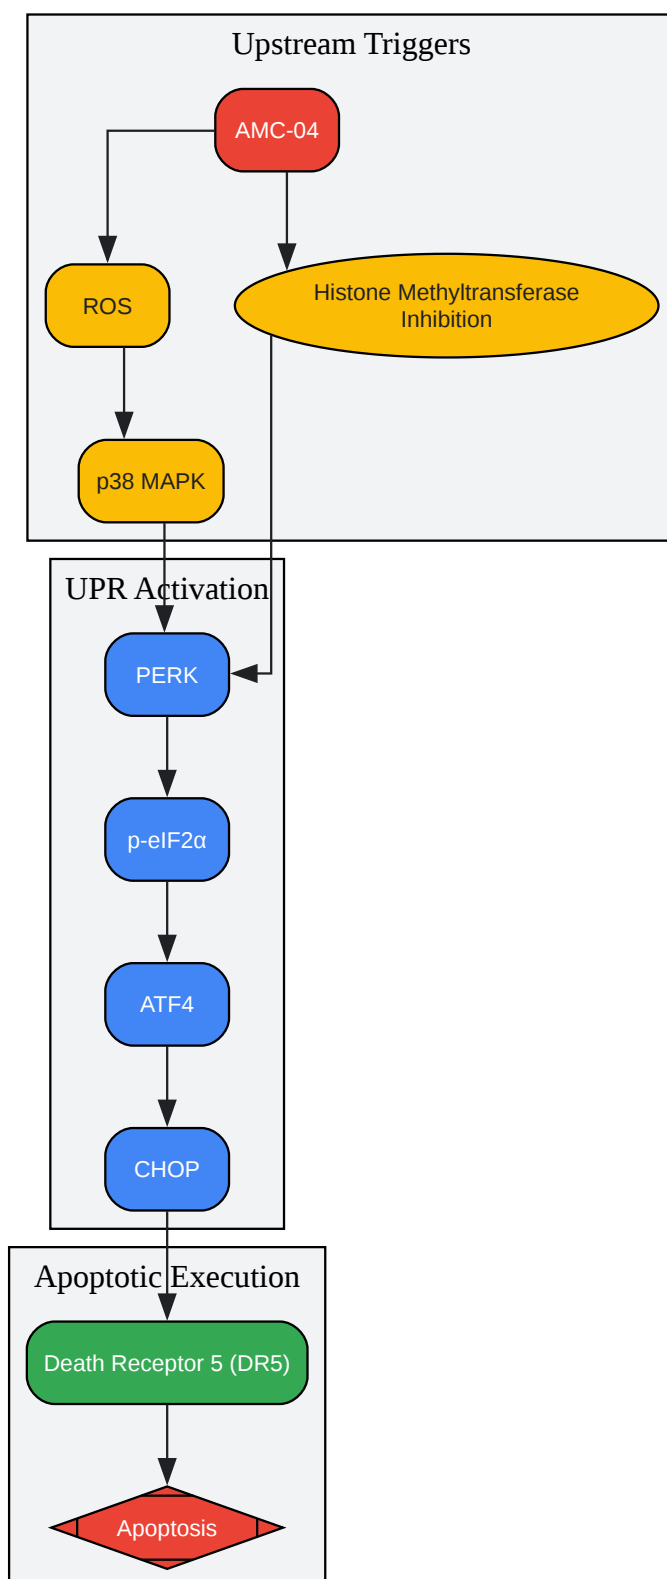 Upstream Triggers
AMC-04
ROS
Histone Methyltransferase
Inhibition
p38 MAPK
UPR Activation
PERK
p-eIF2α
ATF4
CHOP
Apoptotic Execution
Death Receptor 5 (DR5)
Apoptosis